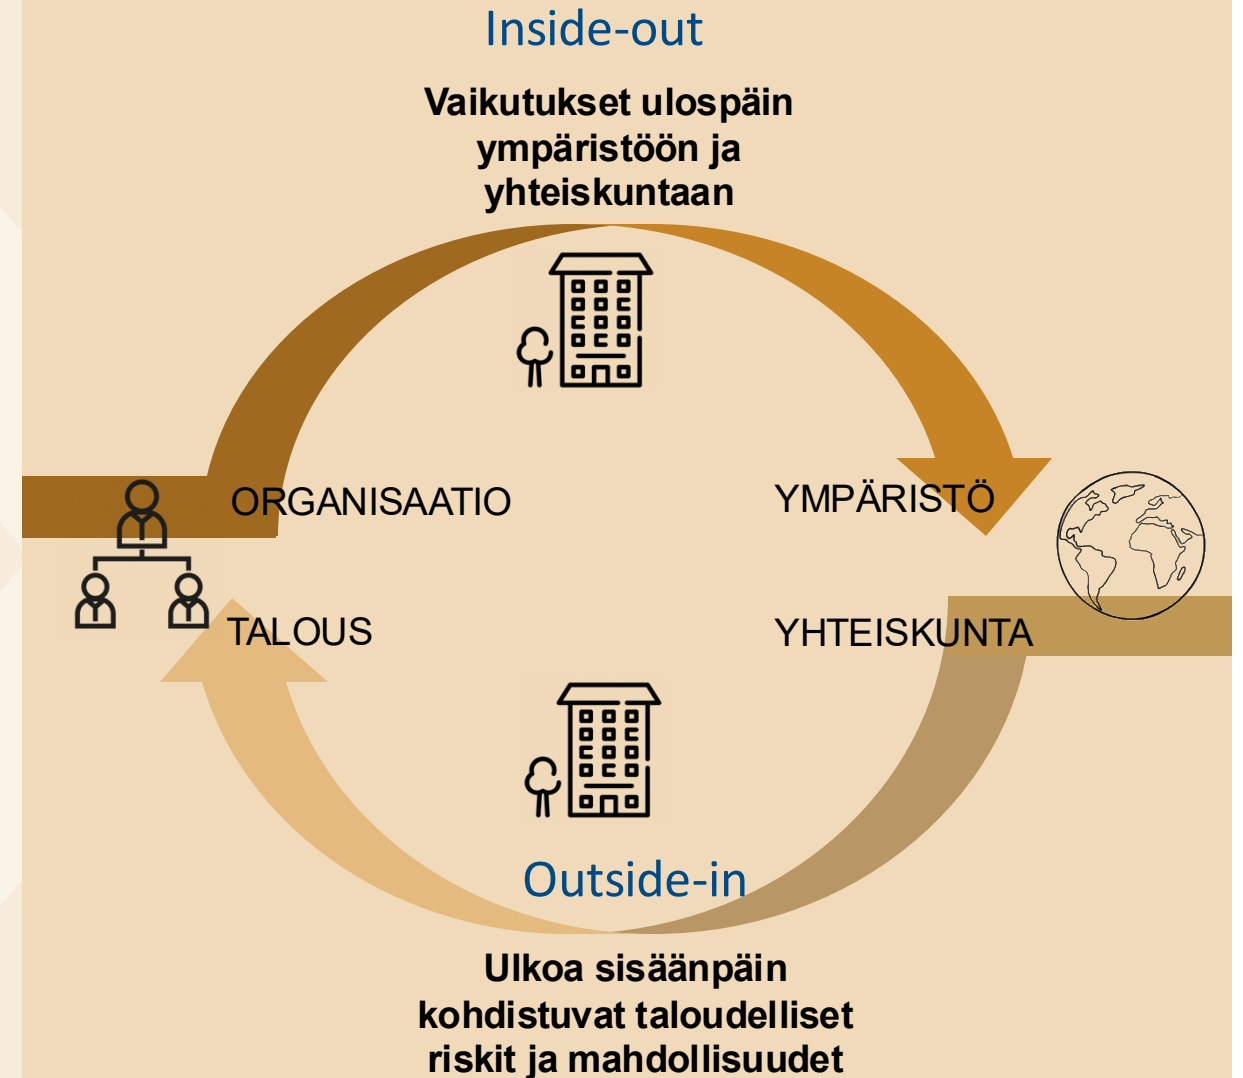 Inside-out
Vaikutukset ulospäin
ympäristöön ja
yhteiskuntaan
ORGANISAATIO
YMPÄRISTÖ
TALOUS
YHTEISKUNTA
Outside-in
Ulkoa sisäänpäin
kohdistuvat taloudelliset
riskit ja mahdollisuudet